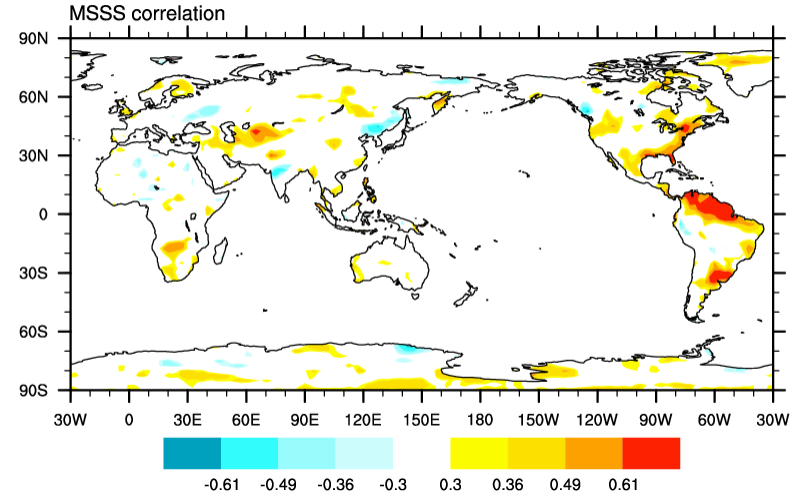 MSSS correlation
90N
60N
30N
0
30S
60S
90S
30W 0 30E 60E 90E 120E 150E 180 150W 120W 90W 60W 30W
-0.61 -0.49 -0.36 -0.3 0.3 0.36 0.49 0.61